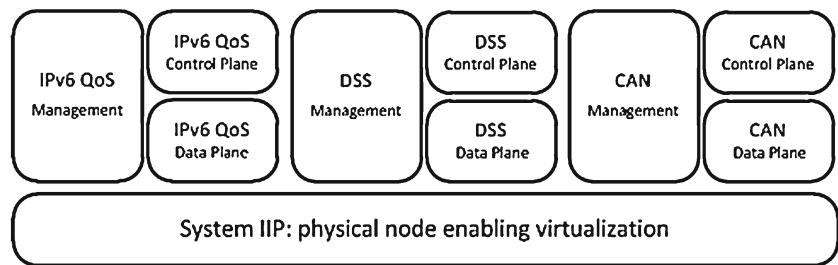 IPv6 QoS
Management
IPv6 QoS
Control Plane
IPv6 QoS
Data Plane
DSS
Management
DSS
Control Plane
DSS
Data Plane
CAN
Management
CAN
Control Plane
CAN
Data Plane
System IIP: physical node enabling virtualization